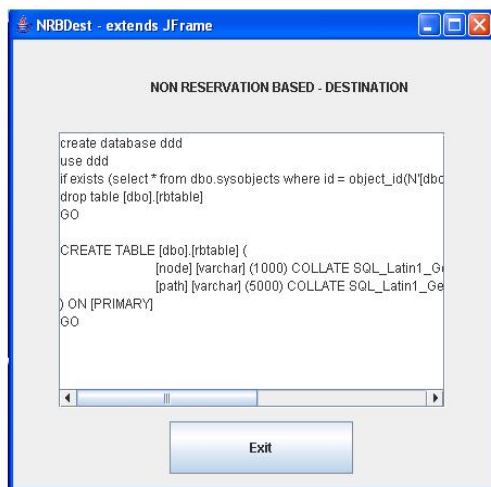 NRBDest - extends JFrame
NON RESERVATION BASED - DESTINATION
create database ddd
use ddd
if exists (select * from dbo.sysobjects where id = object_id(N'[dbo
drop table [dbo].[rbtable]
GO
CREATE TABLE [dbo].[rbtable] (
[node] [varchar] (1000) COLLATE SQL_Latin1_Ge
[path] [varchar] (5000) COLLATE SQL_Latin1_Ge
) ON [PRIMARY]
GO
Exit